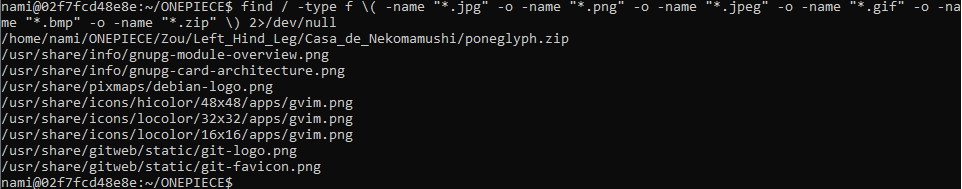 nami@02f7fcd48e8e:~/ONEPIECE$ find / -type f \( -name "*.jpg" -o -name "*.png" -o -name "*.jpeg" -o -name "*.gif" -o -na
me "*.bmp" -o -name "*.zip" \) 2>/dev/null
/home/nami/ONEPIECE/Zou/Left_Hind_Leg/Casa_de_Nekomamushi/poneglyph.zip
/usr/share/info/gnupg-module-overview.png
/usr/share/info/gnupg-card-architecture.png
/usr/share/pixmaps/debian-logo.png
/usr/share/icons/hicolor/48x48/apps/gvim.png
/usr/share/icons/locolor/32x32/apps/gvim.png
/usr/share/icons/locolor/16x16/apps/gvim.png
/usr/share/gitweb/static/git-logo.png
/usr/share/gitweb/static/git-favicon.png
nami@02f7fcd48e8e:~/ONEPIECE$